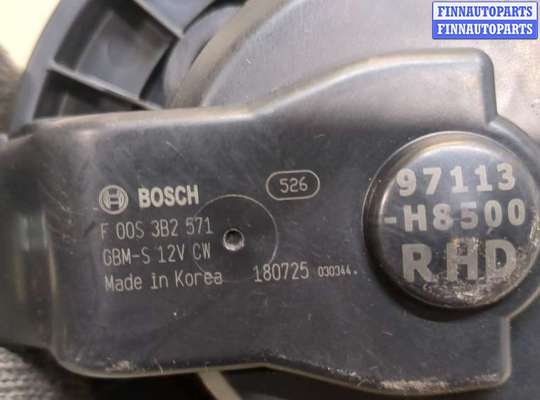 FINNAUTOPARTS
FINNAUTOPARTS
BOSCH
526
F 00S 3B2 571
GBM-S 12V CW
Made in Korea
180725 030344.
97113
-H8500
RHD